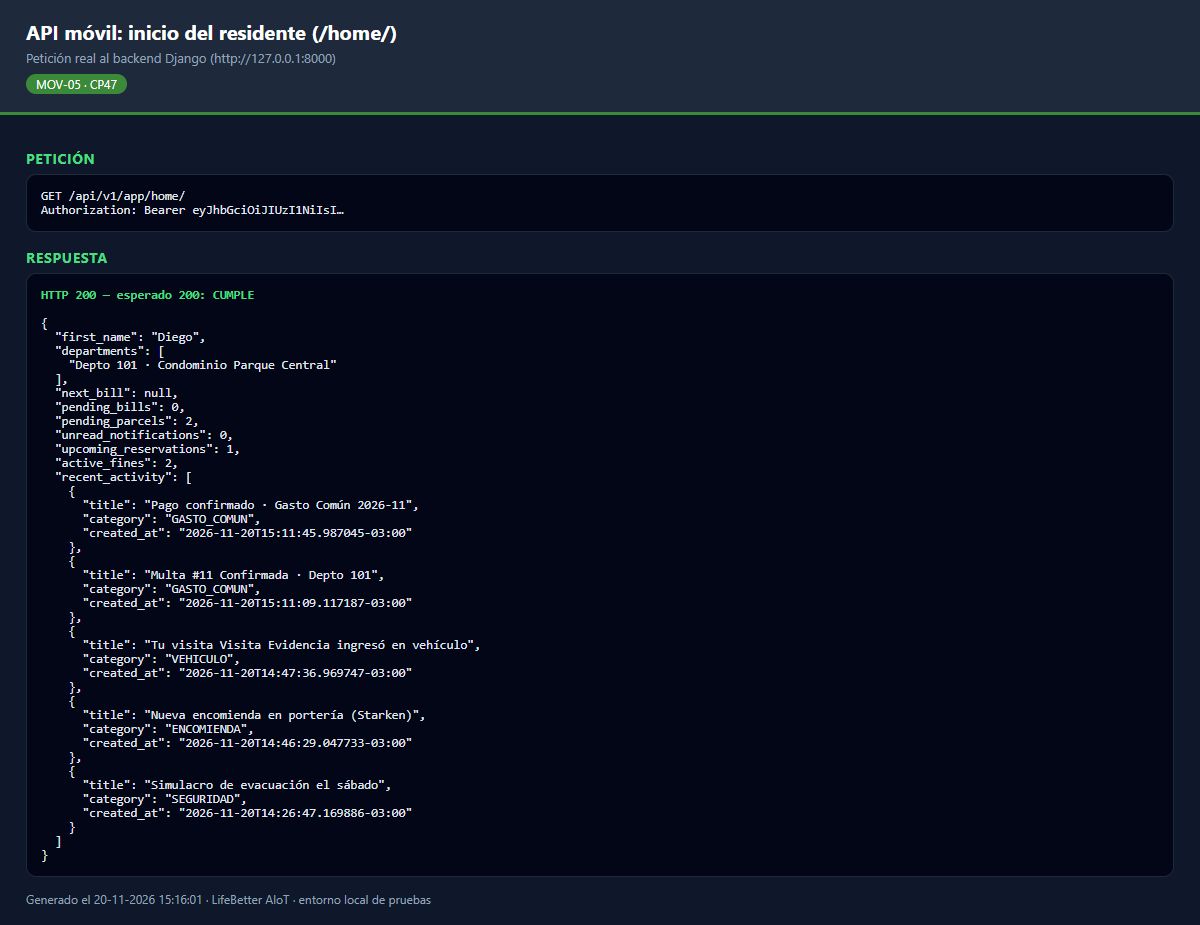 API móvil: inicio del residente (/home/)
Petición real al backend Django (http://127.0.0.1:8000)
MOV-05 · CP47
PETICIÓN
GET /api/v1/app/home/
Authorization: Bearer eyJhbGciOiJIUzI1NiIsI…
RESPUESTA
HTTP 200 — esperado 200: CUMPLE
{
  "first_name": "Diego",
  "departments": [
    "Depto 101 · Condominio Parque Central"
  ],
  "next_bill": null,
  "pending_bills": 0,
  "pending_parcels": 2,
  "unread_notifications": 0,
  "upcoming_reservations": 1,
  "active_fines": 2,
  "recent_activity": [
    {
      "title": "Pago confirmado · Gasto Común 2026-11",
      "category": "GASTO_COMUN",
      "created_at": "2026-11-20T15:11:45.987045-03:00"
    },
    {
      "title": "Multa #11 Confirmada · Depto 101",
      "category": "GASTO_COMUN",
      "created_at": "2026-11-20T15:11:09.117187-03:00"
    },
    {
      "title": "Tu visita Visita Evidencia ingresó en vehículo",
      "category": "VEHICULO",
      "created_at": "2026-11-20T14:47:36.969747-03:00"
    },
    {
      "title": "Nueva encomienda en portería (Starken)",
      "category": "ENCOMIENDA",
      "created_at": "2026-11-20T14:46:29.047733-03:00"
    },
    {
      "title": "Simulacro de evacuación el sábado",
      "category": "SEGURIDAD",
      "created_at": "2026-11-20T14:26:47.169886-03:00"
    }
  ]
}
Generado el 20-11-2026 15:16:01 · LifeBetter AIoT · entorno local de pruebas